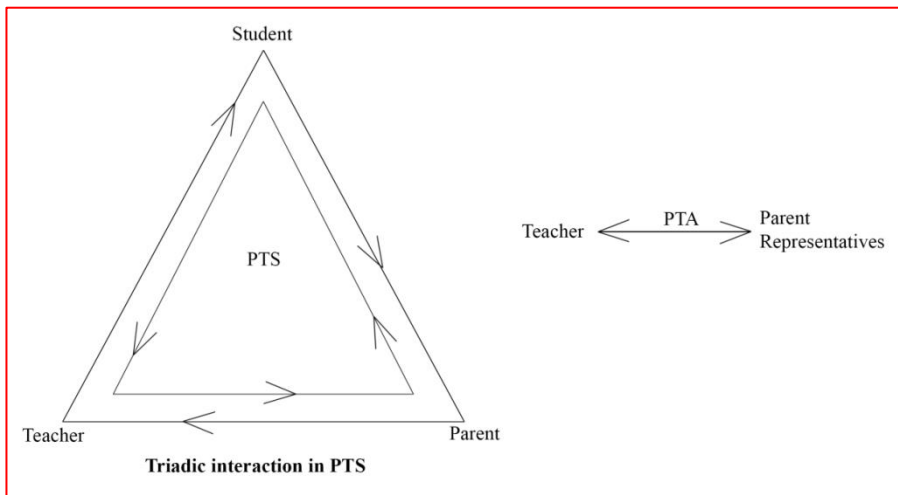 Student
PTS
Teacher
Parent
Triadic interaction in PTS
Teacher
PTA
Parent
Representatives